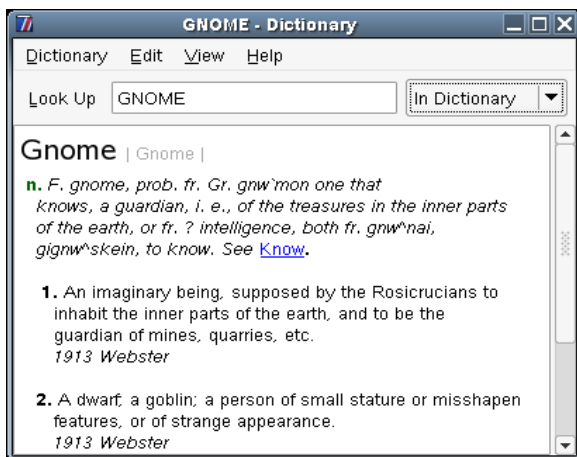 GNOME - Dictionary
Dictionary Edit View Help
Look Up GNOME In Dictionary
Gnome | Gnome |
n. F. gnome, prob. fr. Gr. gnw`mon one that
knows, a guardian, i. e., of the treasures in the inner parts
of the earth, or fr. ? intelligence, both fr. gnw^nai,
gignw^skein, to know. See Know.
1. An imaginary being, supposed by the Rosicrucians to
inhabit the inner parts of the earth, and to be the
guardian of mines, quarries, etc.
1913 Webster
2. A dwarf; a goblin; a person of small stature or misshapen
features, or of strange appearance.
1913 Webster